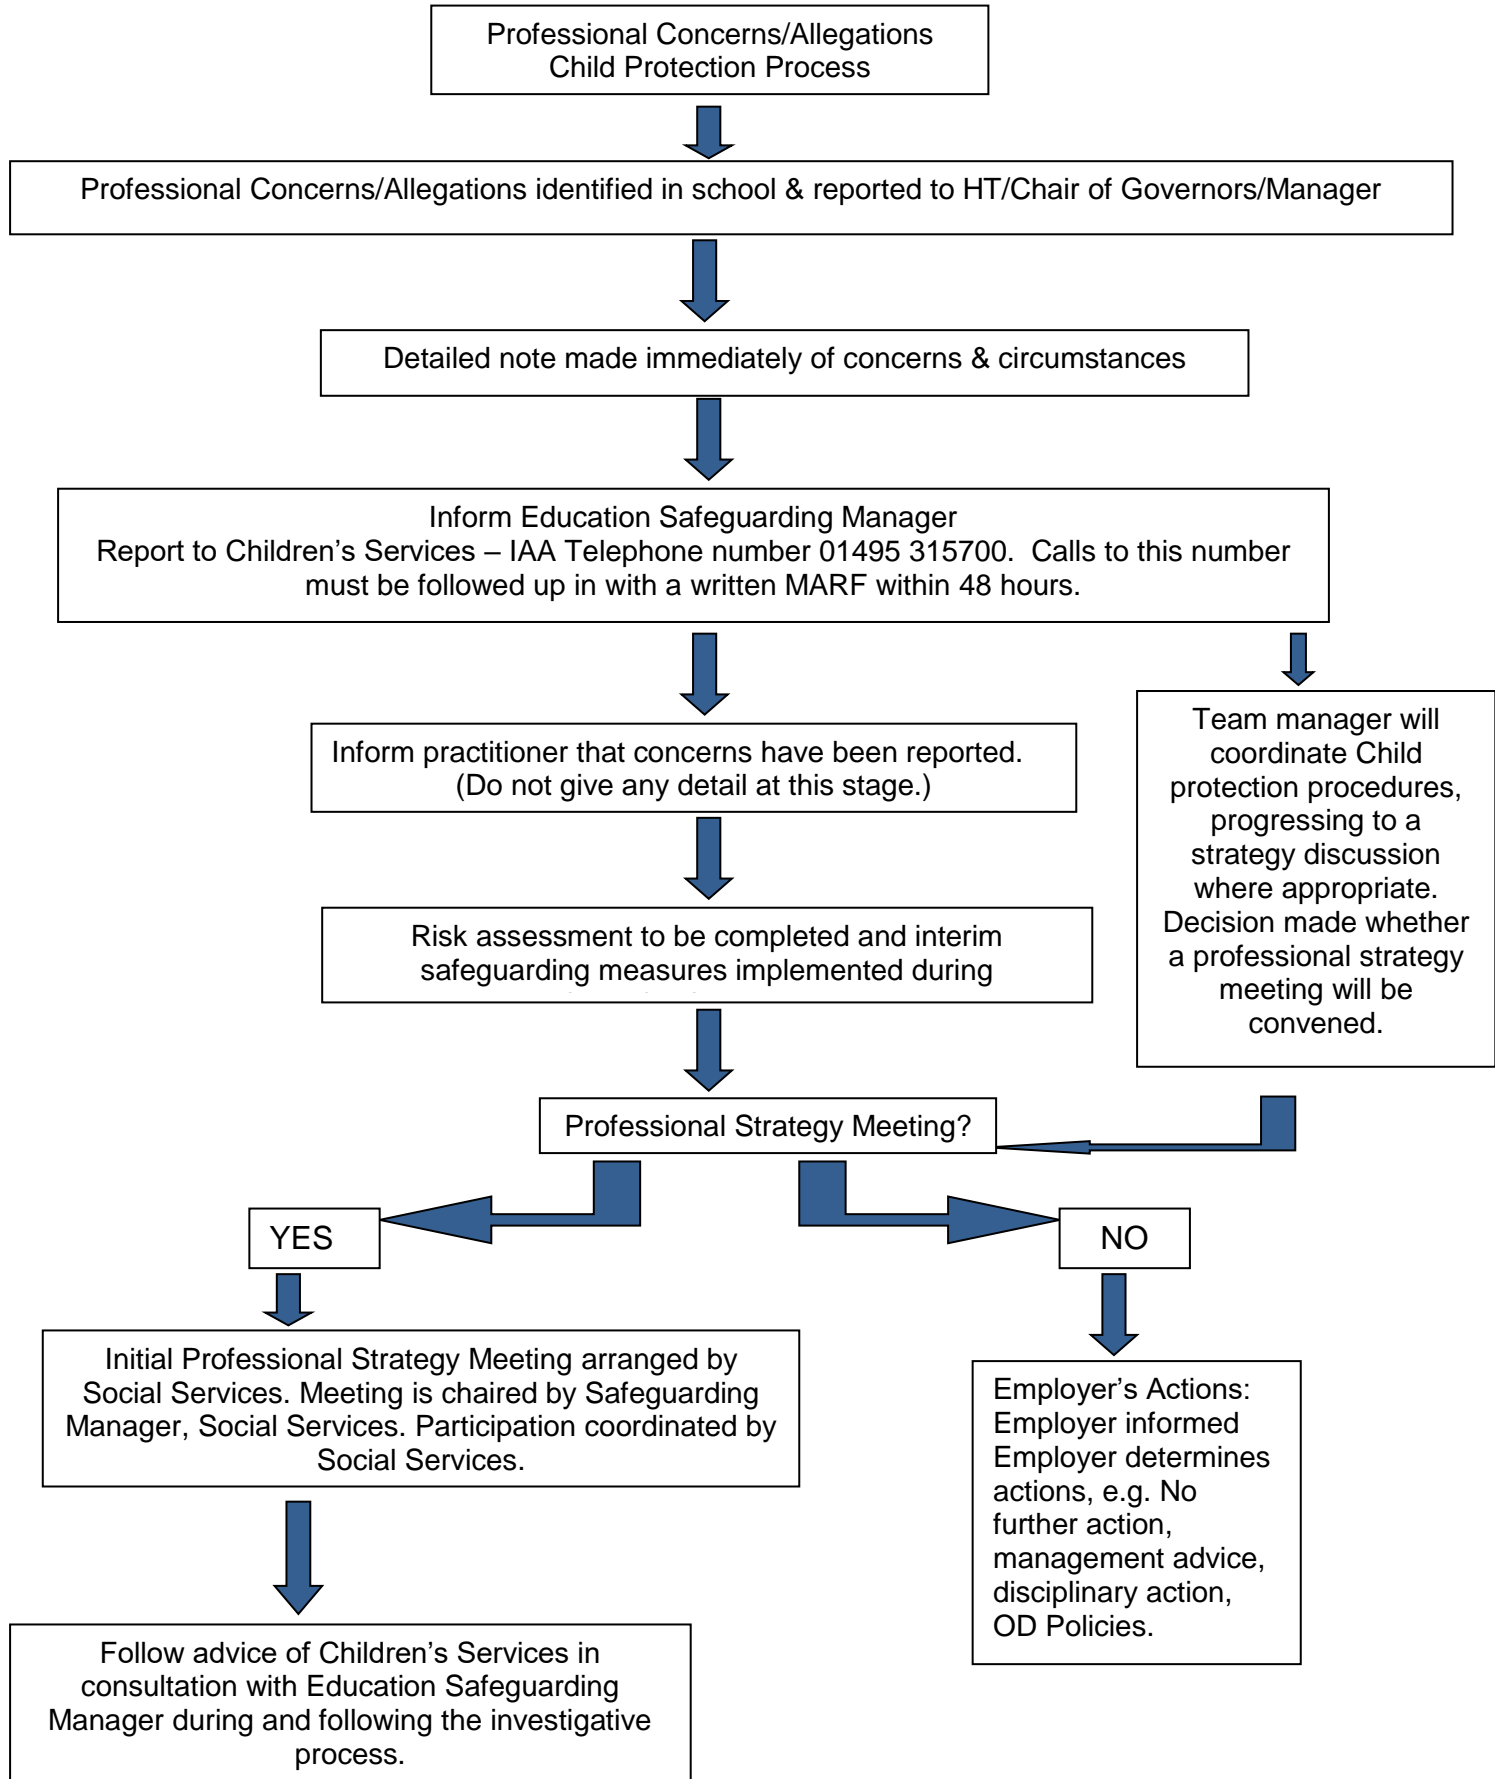 Professional Concerns/Allegations
Child Protection Process
Professional Concerns/Allegations identified in school & reported to HT/Chair of Governors/Manager
Detailed note made immediately of concerns & circumstances
Inform Education Safeguarding Manager
Report to Children’s Services – IAA Telephone number 01495 315700.  Calls to this number
must be followed up in with a written MARF within 48 hours.
Inform practitioner that concerns have been reported.
(Do not give any detail at this stage.)
Team manager will
coordinate Child
protection procedures,
progressing to a
strategy discussion
where appropriate.
Decision made whether
a professional strategy
meeting will be
convened.
Risk assessment to be completed and interim
safeguarding measures implemented during
Professional Strategy Meeting?
YES
NO
Initial Professional Strategy Meeting arranged by
Social Services. Meeting is chaired by Safeguarding
Manager, Social Services. Participation coordinated by
Social Services.
Employer’s Actions:
Employer informed
Employer determines
actions, e.g. No
further action,
management advice,
disciplinary action,
OD Policies.
Follow advice of Children’s Services in
consultation with Education Safeguarding
Manager during and following the investigative
process.